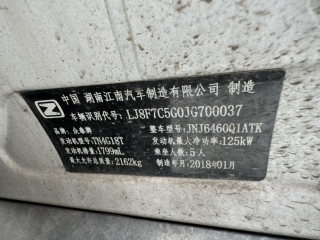 中国 湖南江南汽车制造有限公司 制造
车辆识别代号: LJ8F7C5G0JG700037
品牌: 众泰牌 整车型号: JNJ6460Q1ATK
发动机型号: TN4G18T 发动机最大净功率: 125kW
发动机排量: 1799mL 乘坐人数: 5人
最大允许总质量: 2162kg 制造年月: 2018年01月